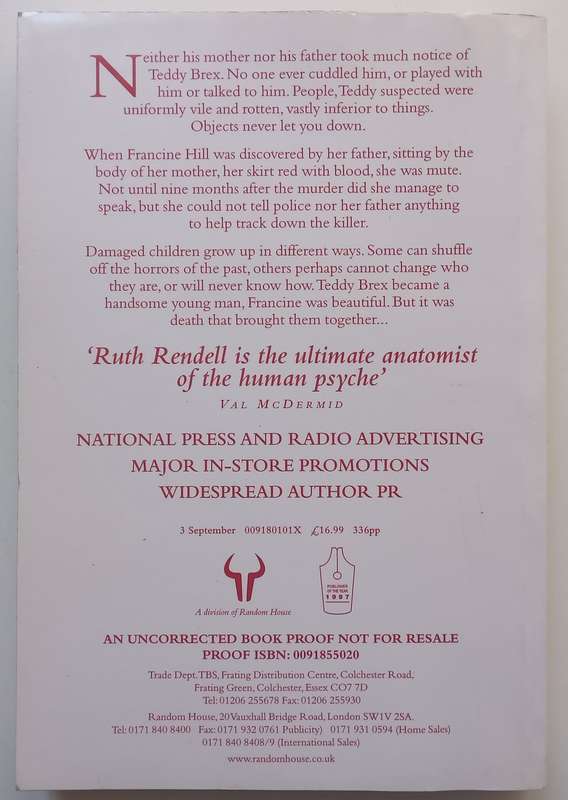 Neither his mother nor his father took much notice of
Teddy Brex. No one ever cuddled him, or played with
him or talked to him. People, Teddy suspected were
uniformly vile and rotten, vastly inferior to things.
Objects never let you down.
When Francine Hill was discovered by her father, sitting by the
body of her mother, her skirt red with blood, she was mute.
Not until nine months after the murder did she manage to
speak, but she could not tell police nor her father anything
to help track down the killer.
Damaged children grow up in different ways. Some can shuffle
off the horrors of the past, others perhaps cannot change who
they are, or will never know how. Teddy Brex became a
handsome young man, Francine was beautiful. But it was
death that brought them together...
‘Ruth Rendell is the ultimate anatomist
of the human psyche’
VAL MCDERMID
NATIONAL PRESS AND RADIO ADVERTISING
MAJOR IN-STORE PROMOTIONS
WIDESPREAD AUTHOR PR
3 September 009180101X £16.99 336pp
PUBLISHER
OF THE YEAR
1997
A division of Random House
AN UNCORRECTED BOOK PROOF NOT FOR RESALE
PROOF ISBN: 0091855020
Trade Dept. TBS, Frating Distribution Centre, Colchester Road,
Frating Green, Colchester, Essex CO7 7D
Tel: 01206 255678 Fax: 01206 255930
Random House, 20 Vauxhall Bridge Road, London SW1V 2SA.
Tel: 0171 840 8400 Fax: 0171 932 0761 Publicity) 0171 931 0594 (Home Sales)
0171 840 8408/9 (International Sales)
www.randomhouse.co.uk